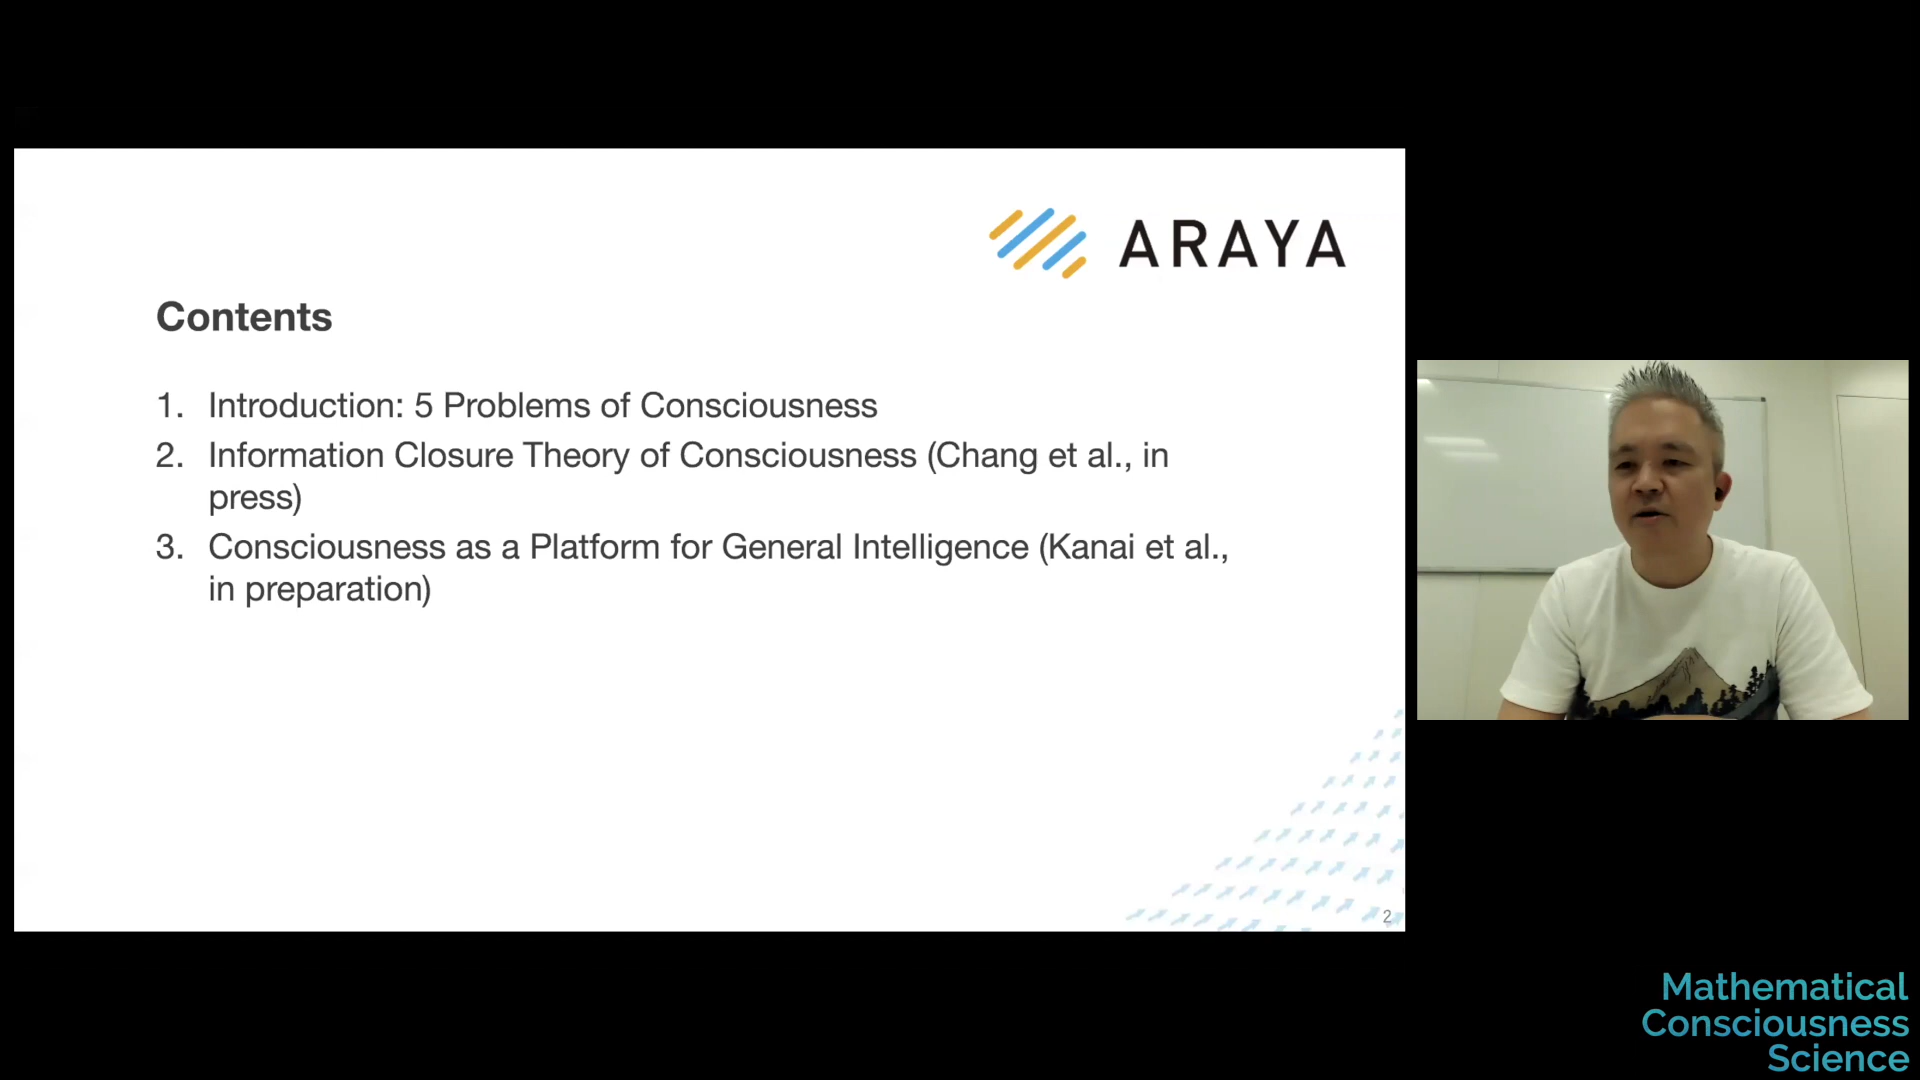 ARAYA
Contents
1. Introduction: 5 Problems of Consciousness
2. Information Closure Theory of Consciousness (Chang et al., in
press)
3. Consciousness as a Platform for General Intelligence (Kanai et al.,
in preparation)
2
Mathematical
Consciousness
Science